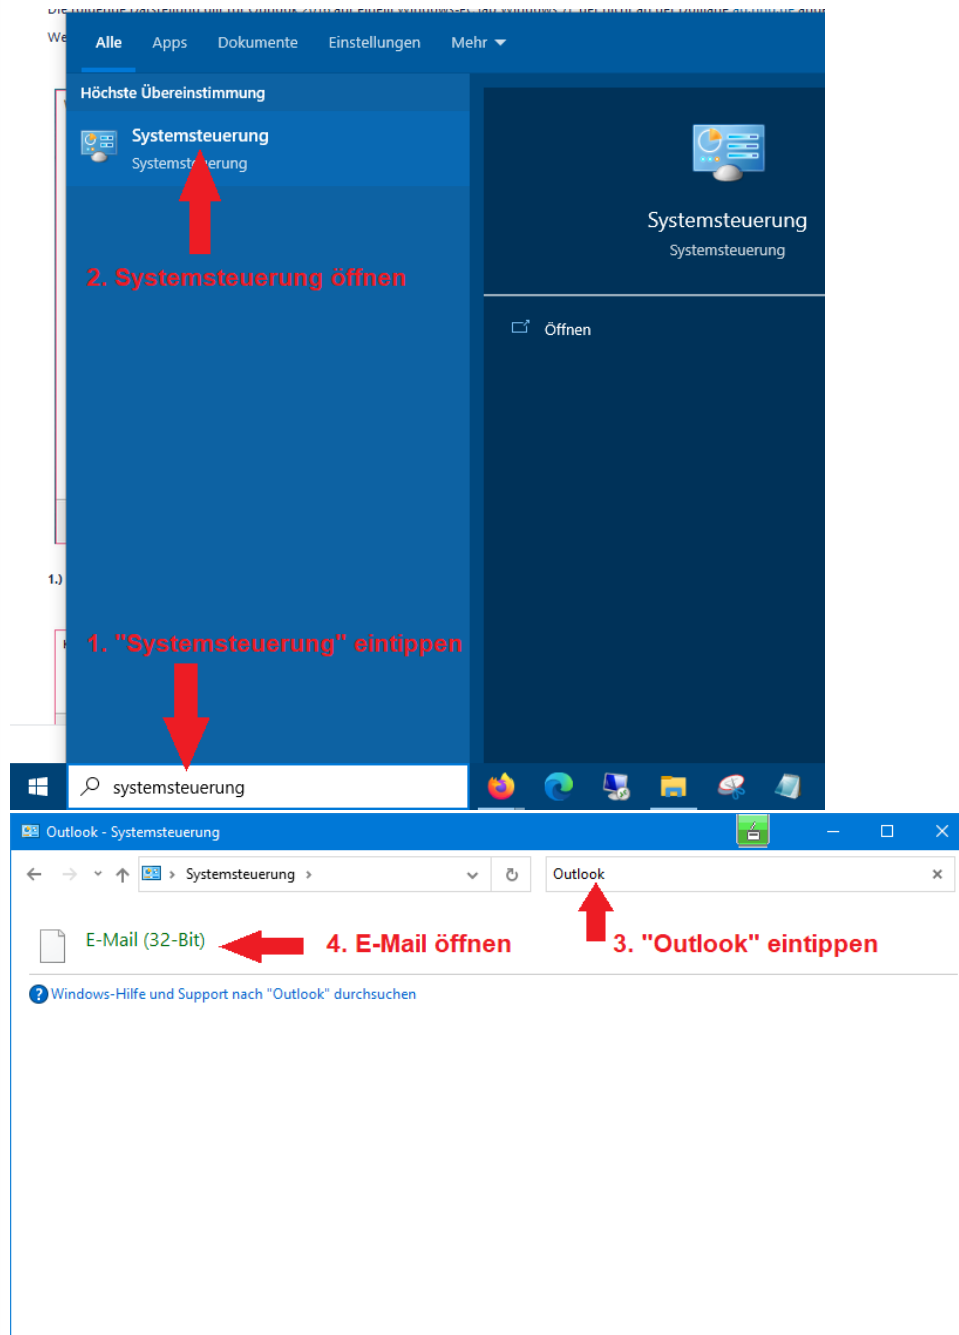 We
Alle Apps Dokumente Einstellungen Mehr
Höchste Übereinstimmung
Systemsteuerung
Systemsteuerung
Systemsteuerung
Systemsteuerung
2. Systemsteuerung öffnen
Öffnen
1.)
1. "Systemsteuerung" eintippen
systemsteuerung
Outlook - Systemsteuerung
Systemsteuerung
Outlook
E-Mail (32-Bit)
4. E-Mail öffnen
3. "Outlook" eintippen
Windows-Hilfe und Support nach "Outlook" durchsuchen